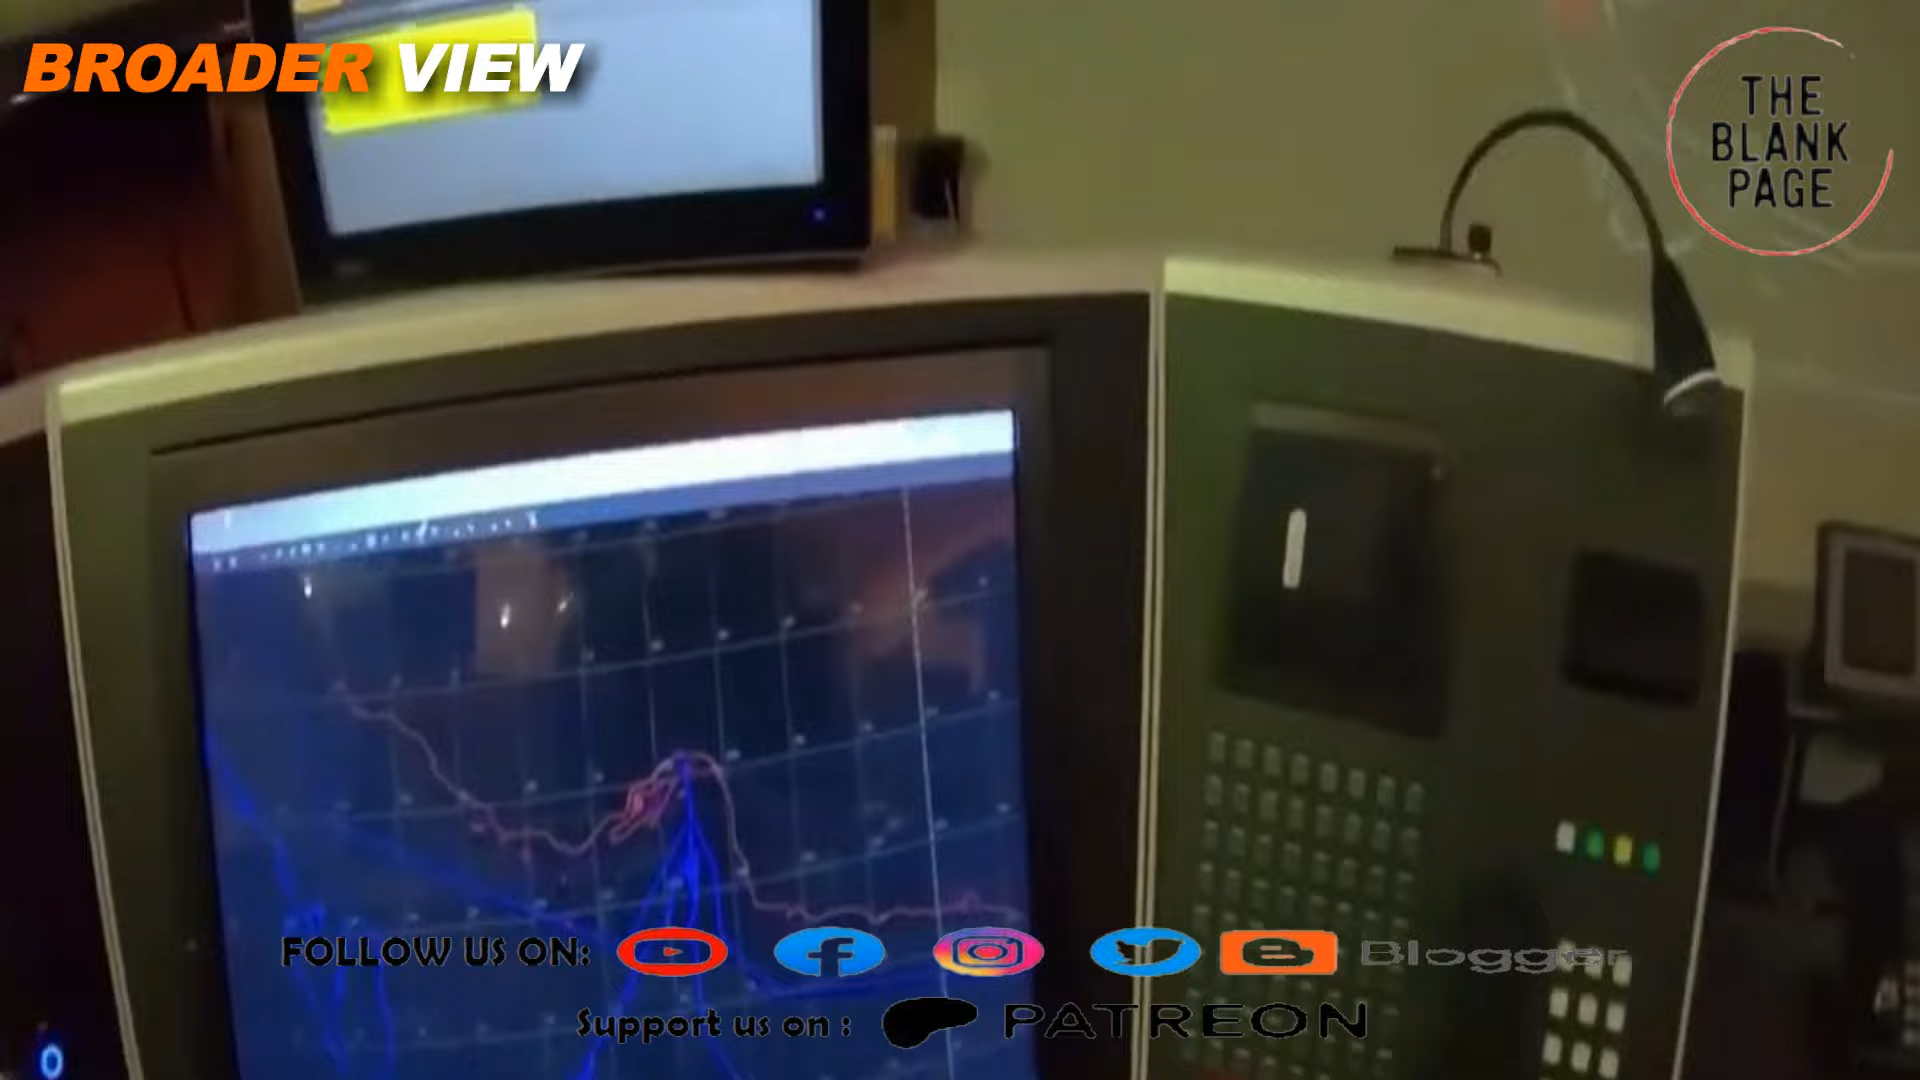 BROADER VIEW
THE
BLANK
PAGE
FOLLOW US ON:
Blogger
Support us on :
PATREON